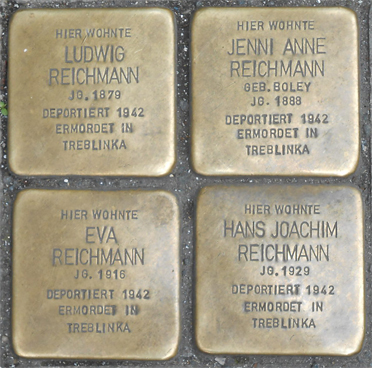 HIER WOHNTE
LUDWIG
REICHMANN
JG. 1879
DEPORTIERT 1942
ERMORDET IN
TREBLINKA
HIER WOHNTE
JENNI ANNE
REICHMANN
GEB. BOLEY
JG. 1888
DEPORTIERT 1942
ERMORDET IN
TREBLINKA
HIER WOHNTE
EVA
REICHMANN
JG. 1916
DEPORTIERT 1942
ERMORDET IN
TREBLINKA
HIER WOHNTE
HANS JOACHIM
REICHMANN
JG. 1929
DEPORTIERT 1942
ERMORDET IN
TREBLINKA